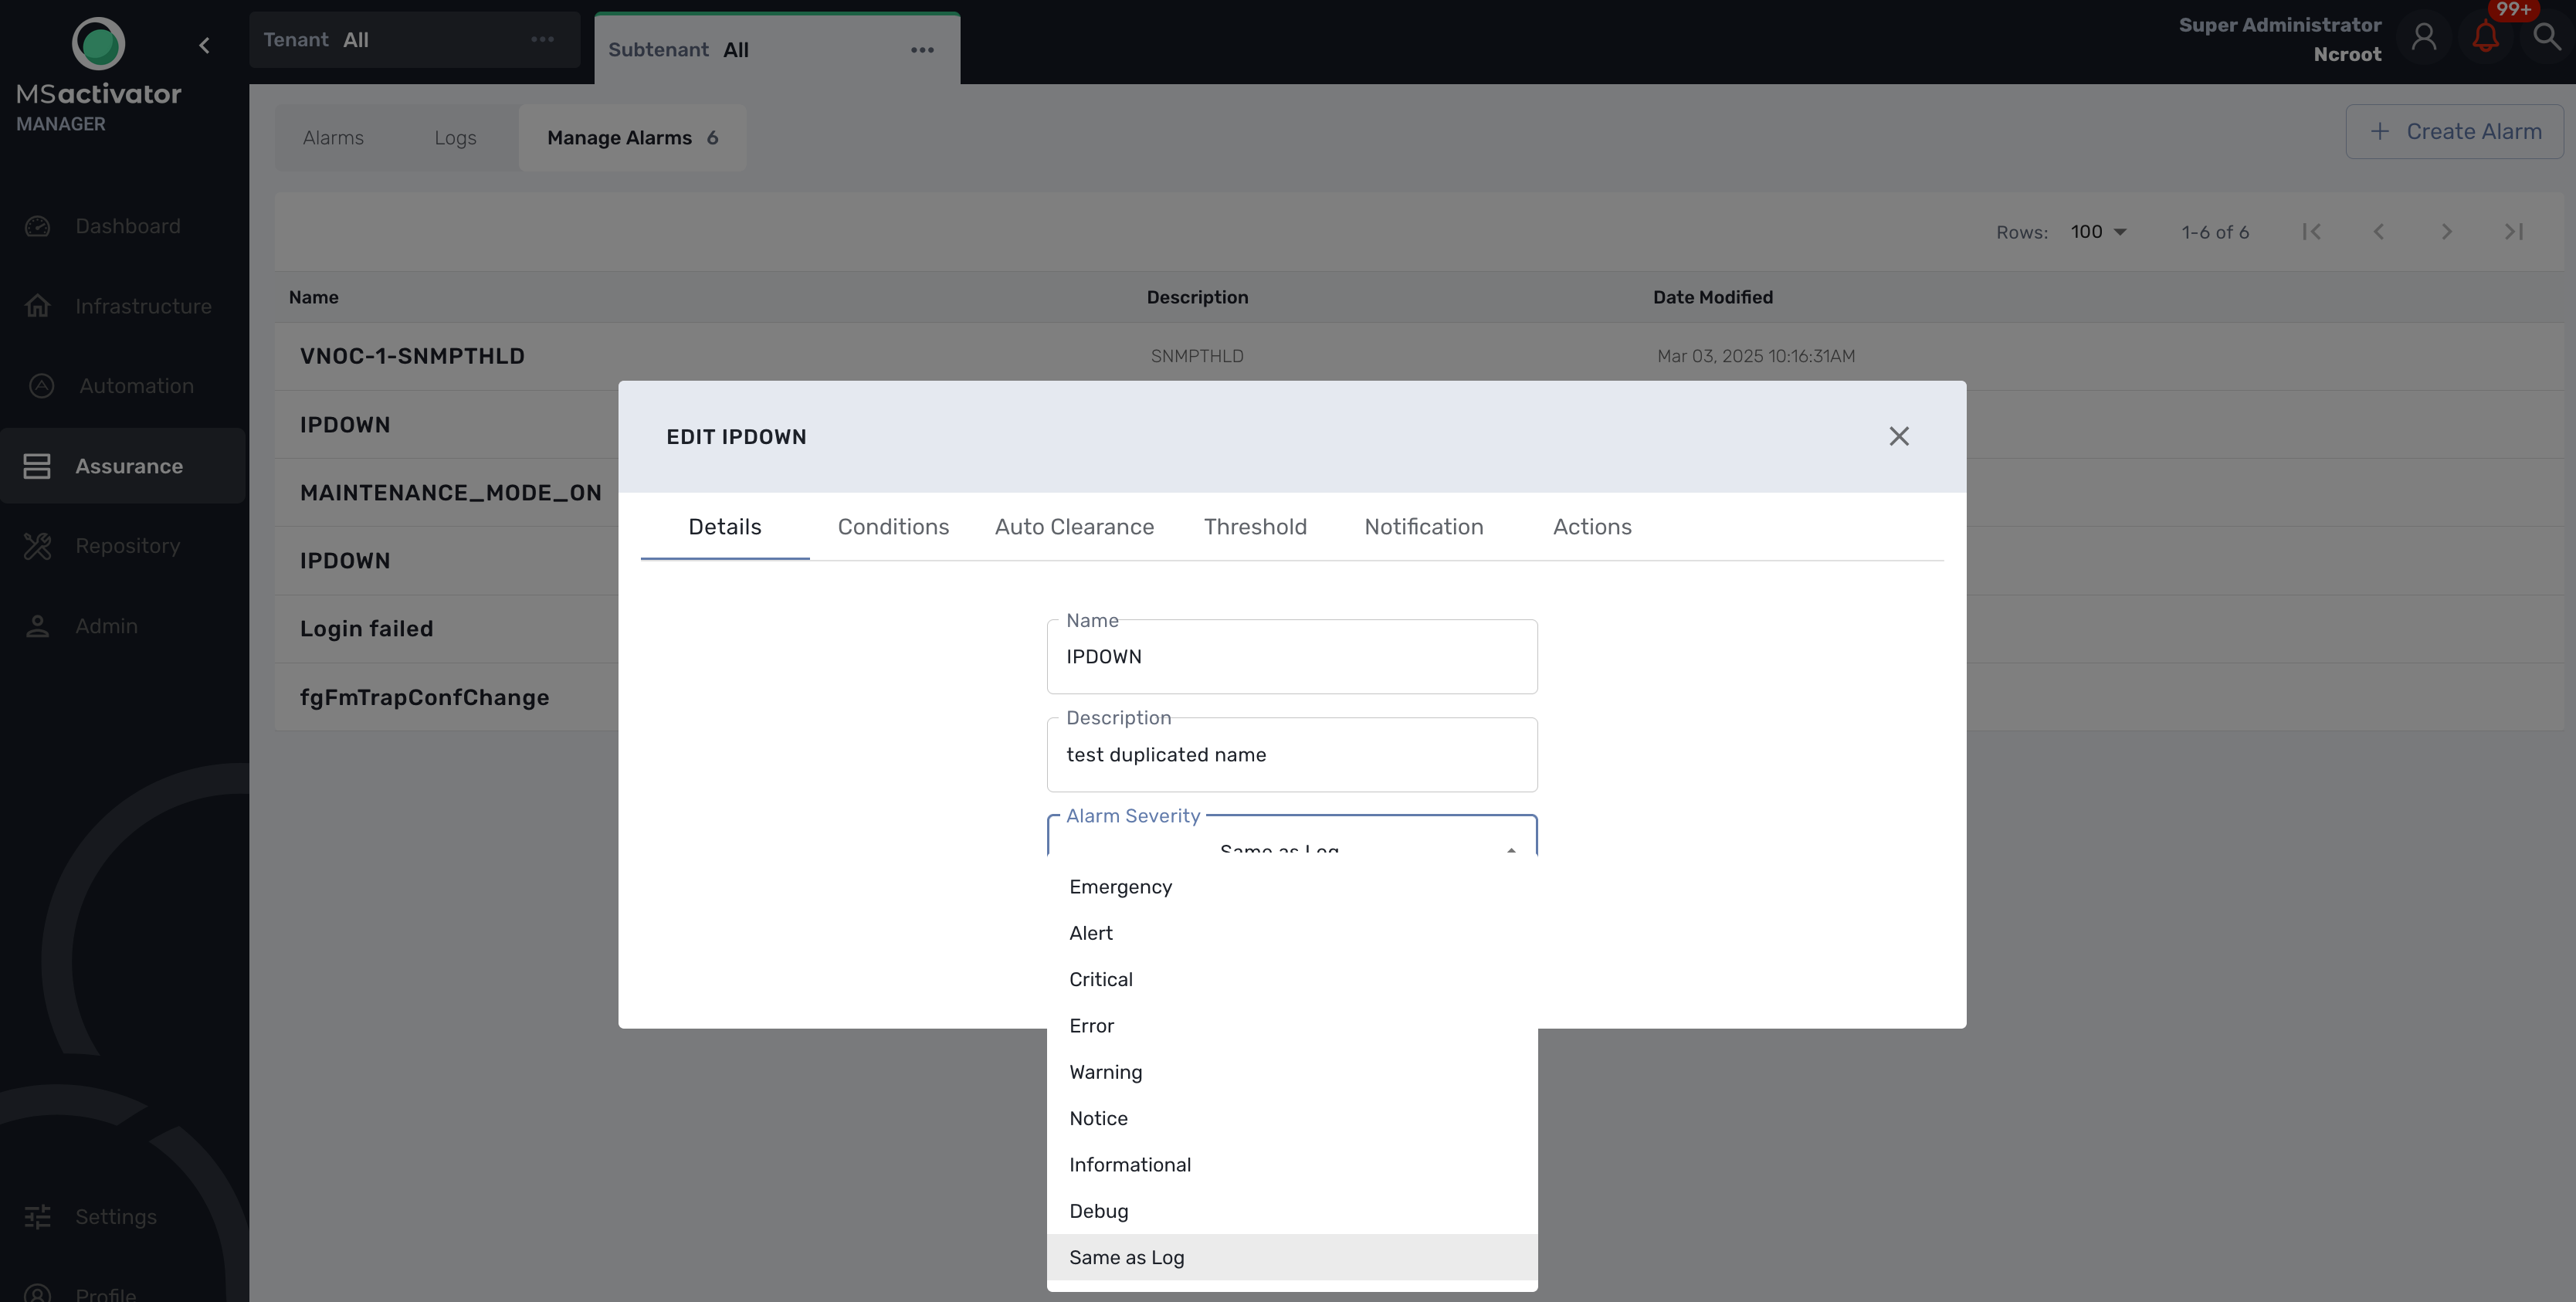 Tenant All ...
Subtenant All ...
Super Administrator
Ncroot
99+
MSactivator
MANAGER
Alarms
Logs
Manage Alarms 6
+ Create Alarm
Dashboard
Infrastructure
Automation
Assurance
Repository
Admin
Settings
Profile
Rows: 100
1-6 of 6
Name Description Date Modified
VNOC-1-SNMPTHLD SNMPTHLD Mar 03, 2025 10:16:31AM
IPDOWN
MAINTENANCE_MODE_ON
IPDOWN
Login failed
fgFmTrapConfChange
EDIT IPDOWN
Details Conditions Auto Clearance Threshold Notification Actions
Name
IPDOWN
Description
test duplicated name
Alarm Severity
Same as Log
Emergency
Alert
Critical
Error
Warning
Notice
Informational
Debug
Same as Log